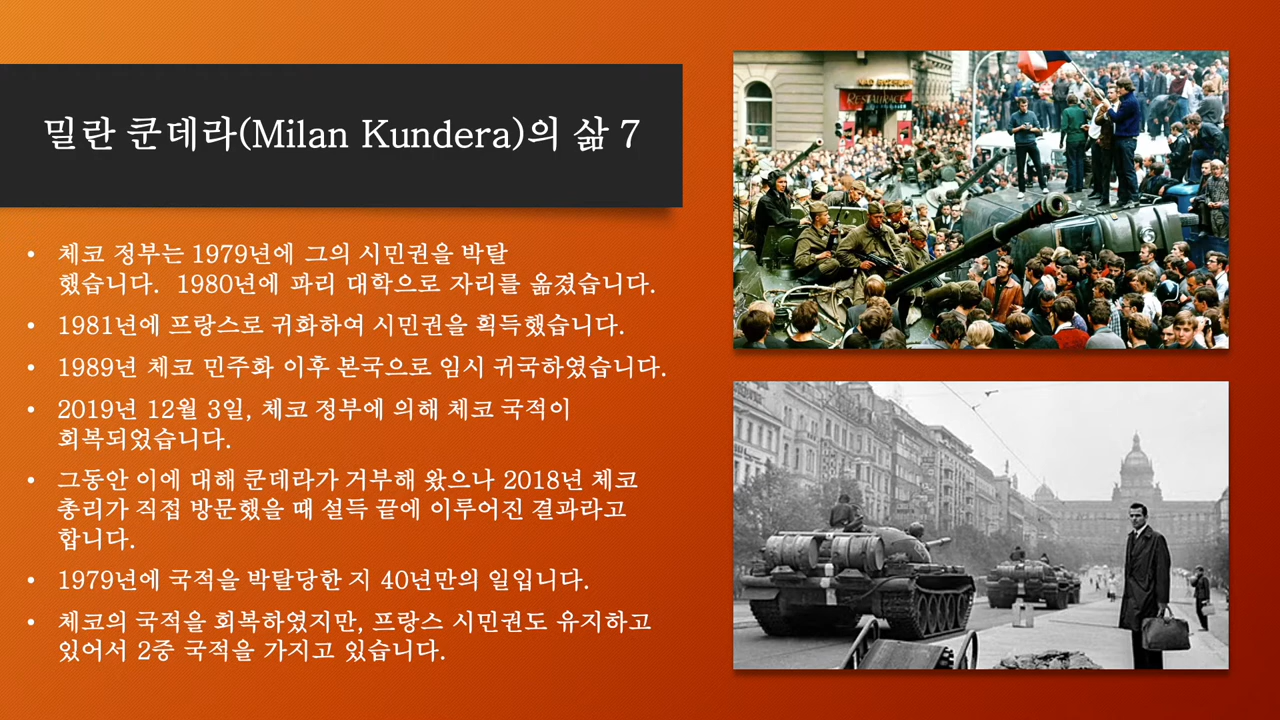 밀란 쿤데라(Milan Kundera)의 삶 7
• 체코 정부는 1979년에 그의 시민권을 박탈
했습니다. 1980년에 파리 대학으로 자리를 옮겼습니다.
• 1981년에 프랑스로 귀화하여 시민권을 획득했습니다.
• 1989년 체코 민주화 이후 본국으로 임시 귀국하였습니다.
• 2019년 12월 3일, 체코 정부에 의해 체코 국적이
회복되었습니다.
• 그동안 이에 대해 쿤데라가 거부해 왔으나 2018년 체코
총리가 직접 방문했을 때 설득 끝에 이루어진 결과라고
합니다.
• 1979년에 국적을 박탈당한 지 40년만의 일입니다.
• 체코의 국적을 회복하였지만, 프랑스 시민권도 유지하고
있어서 2중 국적을 가지고 있습니다.
RESTAURACE